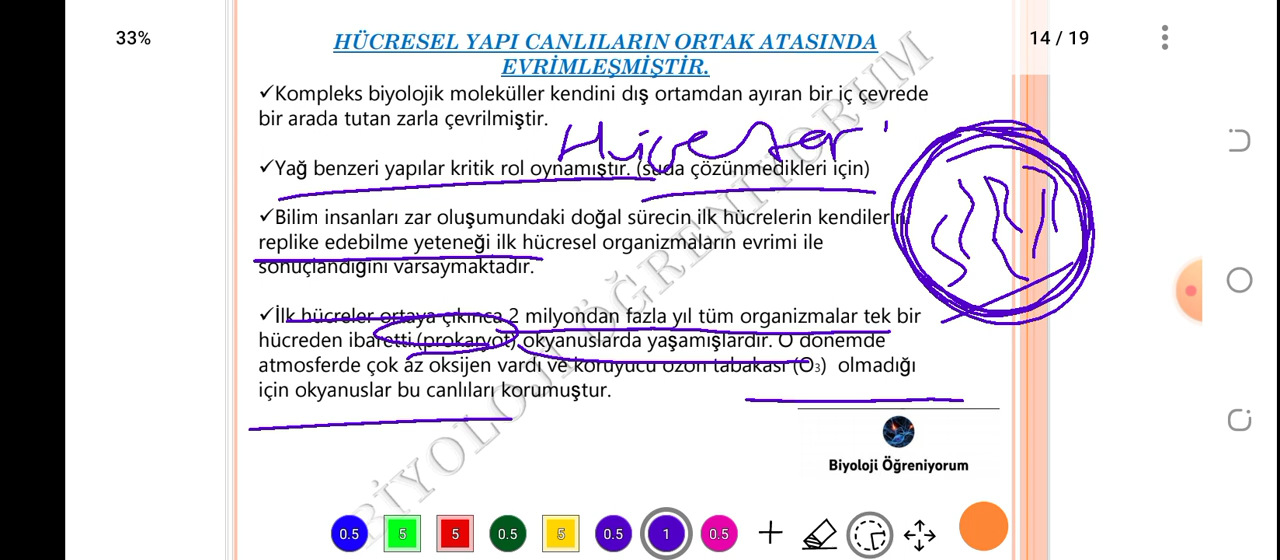 33%
14 / 19
HÜCRESEL YAPI CANLILARIN ORTAK ATASINDA
EVRİMLEŞMİŞTİR.
✓Kompleks biyolojik moleküller kendini dış ortamdan ayıran bir iç çevrede
bir arada tutan zarla çevrilmiştir.
✓Yağ benzeri yapılar kritik rol oynamıştır. (suda çözünmedikleri için)
✓Bilim insanları zar oluşumundaki doğal sürecin ilk hücrelerin kendilerini
replike edebilme yeteneği ilk hücresel organizmaların evrimi ile
sonuçlandığını varsaymaktadır.
✓İlk hücreler ortaya çıkınca 2 milyondan fazla yıl tüm organizmalar tek bir
hücreden ibaretti.(prokaryot) okyanuslarda yaşamışlardır. O dönemde
atmosferde çok az oksijen vardı ve koruyucu ozon tabakası (O₃) olmadığı
için okyanuslar bu canlıları korumuştur.
BİYOLOJİ ÖĞRENİYORUM
Biyoloji Öğreniyorum
0.5 5 5 0.5 5 0.5 1 0.5